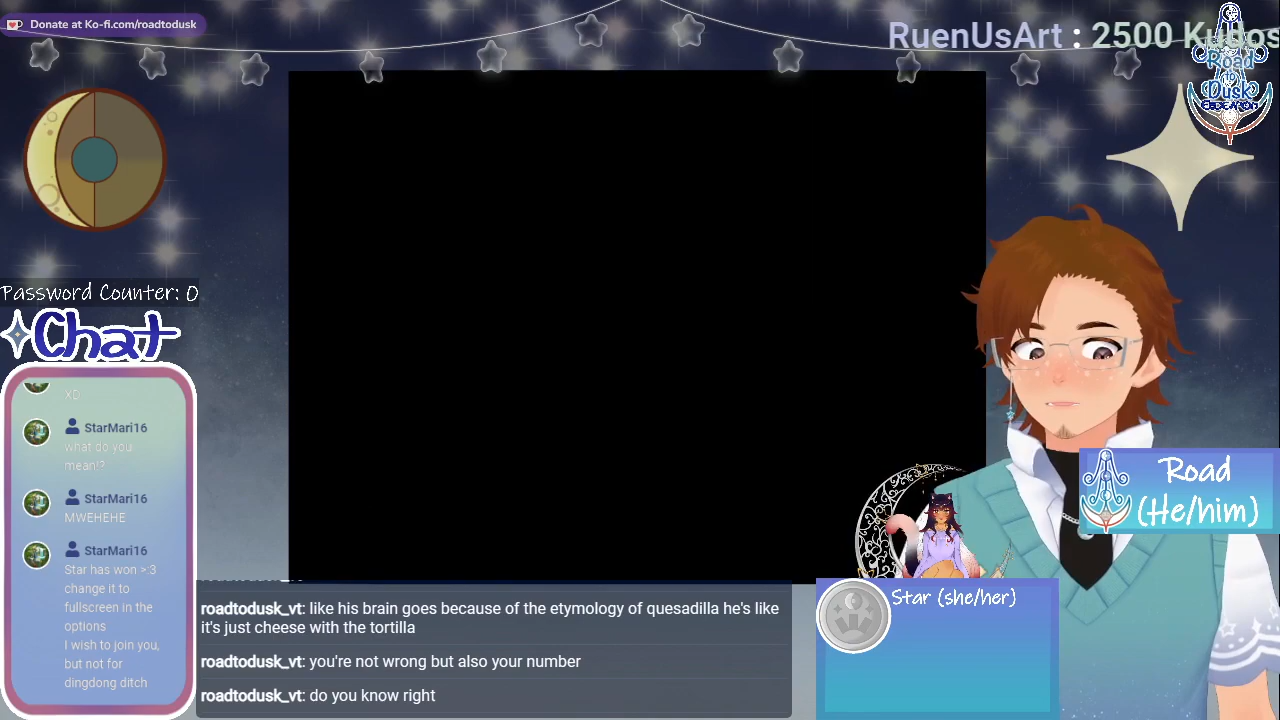 Donate at Ko-fi.com/roadtodusk
RuenUsArt : 2500 Kudos
Road
to
Dusk
Password Counter: 0
Chat
XD
StarMari16
what do you
mean!?
StarMari16
MWEHEHE
StarMari16
Star has won >:3
change it to
fullscreen in the
options
I wish to join you,
but not for
dingdong ditch
roadtodusk_vt: like his brain goes because of the etymology of quesadilla he's like
it's just cheese with the tortilla
roadtodusk_vt: you're not wrong but also your number
roadtodusk_vt: do you know right
Star (she/her)
Road
(He/him)